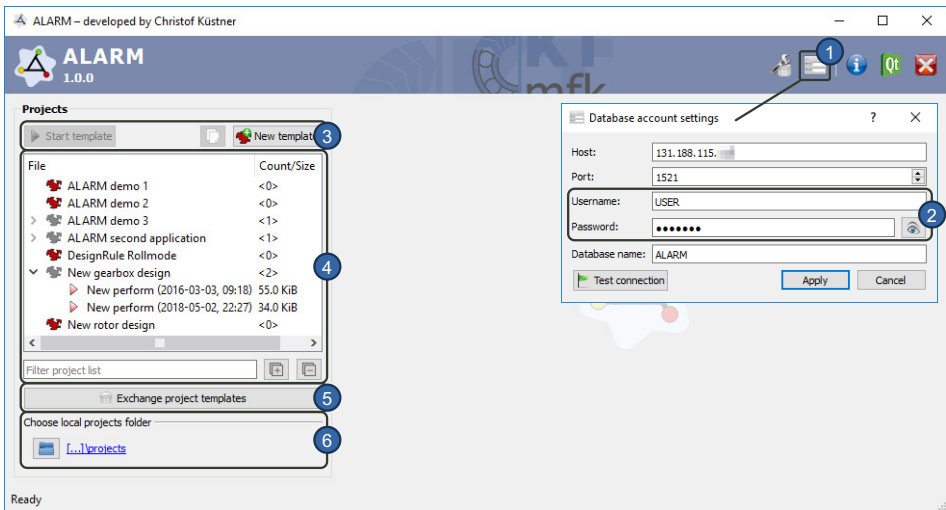 ALARM – developed by Christof Küstner
ALARM
1.0.0
KT
mfk
1
Qt
Projects
Start template
New template
3
File Count/Size
ALARM demo 1 <0>
ALARM demo 2 <0>
ALARM demo 3 <1>
ALARM second application <1>
DesignRule Rollmode <0>
New gearbox design <2>
New perform (2016-03-03, 09:18) 55.0 KiB
New perform (2018-05-02, 22:27) 34.0 KiB
New rotor design <0>
4
Filter project list
Exchange project templates
5
Choose local projects folder
[...]\projects
6
Database account settings
Host: 131.188.115.
Port: 1521
Username: USER
Password: •••••••
2
Database name: ALARM
Test connection
Apply
Cancel
Ready